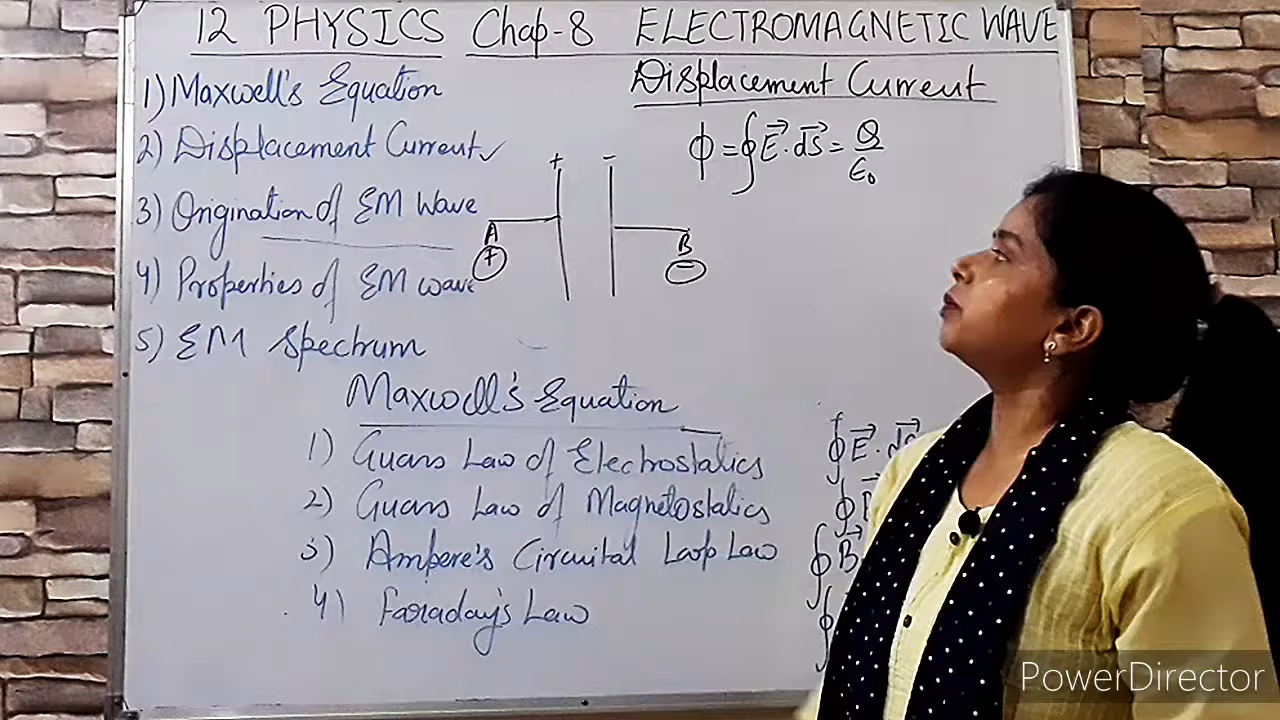 12 PHYSICS Chap-8 ELECTROMAGNETIC WAVE
1) Maxwell's Equation
2) Displacement Current ✓
3) Origination of EM Wave
4) Properties of EM wave
5) EM Spectrum
Displacement Current
ϕ = ∮E⃗·dS⃗ = Q/ε₀
+ -
A
+
B
-
Maxwell's Equation
1) Guass Law of Electrostatics
∮E⃗·
2) Guass Law of Magnetostatics
∮
3) Ampere's Circuital Loop Law
∮B⃗
4) Faraday's Law
∮
PowerDirector